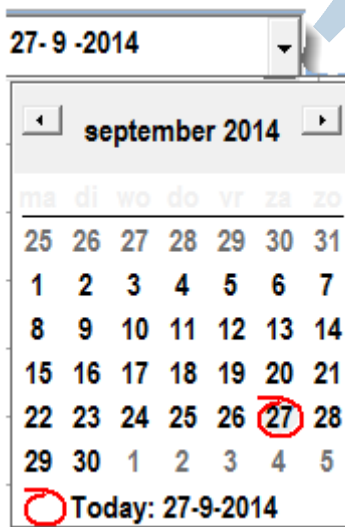 27- 9 -2014
september 2014
ma di wo do vr za zo
25 26 27 28 29 30 31
1 2 3 4 5 6 7
8 9 10 11 12 13 14
15 16 17 18 19 20 21
22 23 24 25 26 27 28
29 30 1 2 3 4 5
Today: 27-9-2014